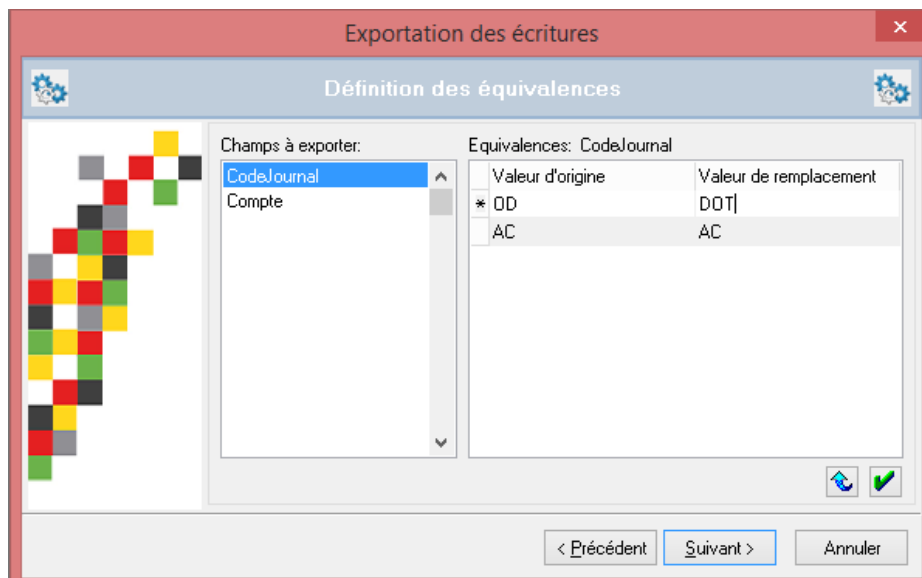 Exportation des écritures
Définition des équivalences
Champs à exporter:
CodeJournal
Compte
Equivalences: CodeJournal
Valeur d'origine Valeur de remplacement
* OD DOT
AC AC
< Précédent Suivant > Annuler